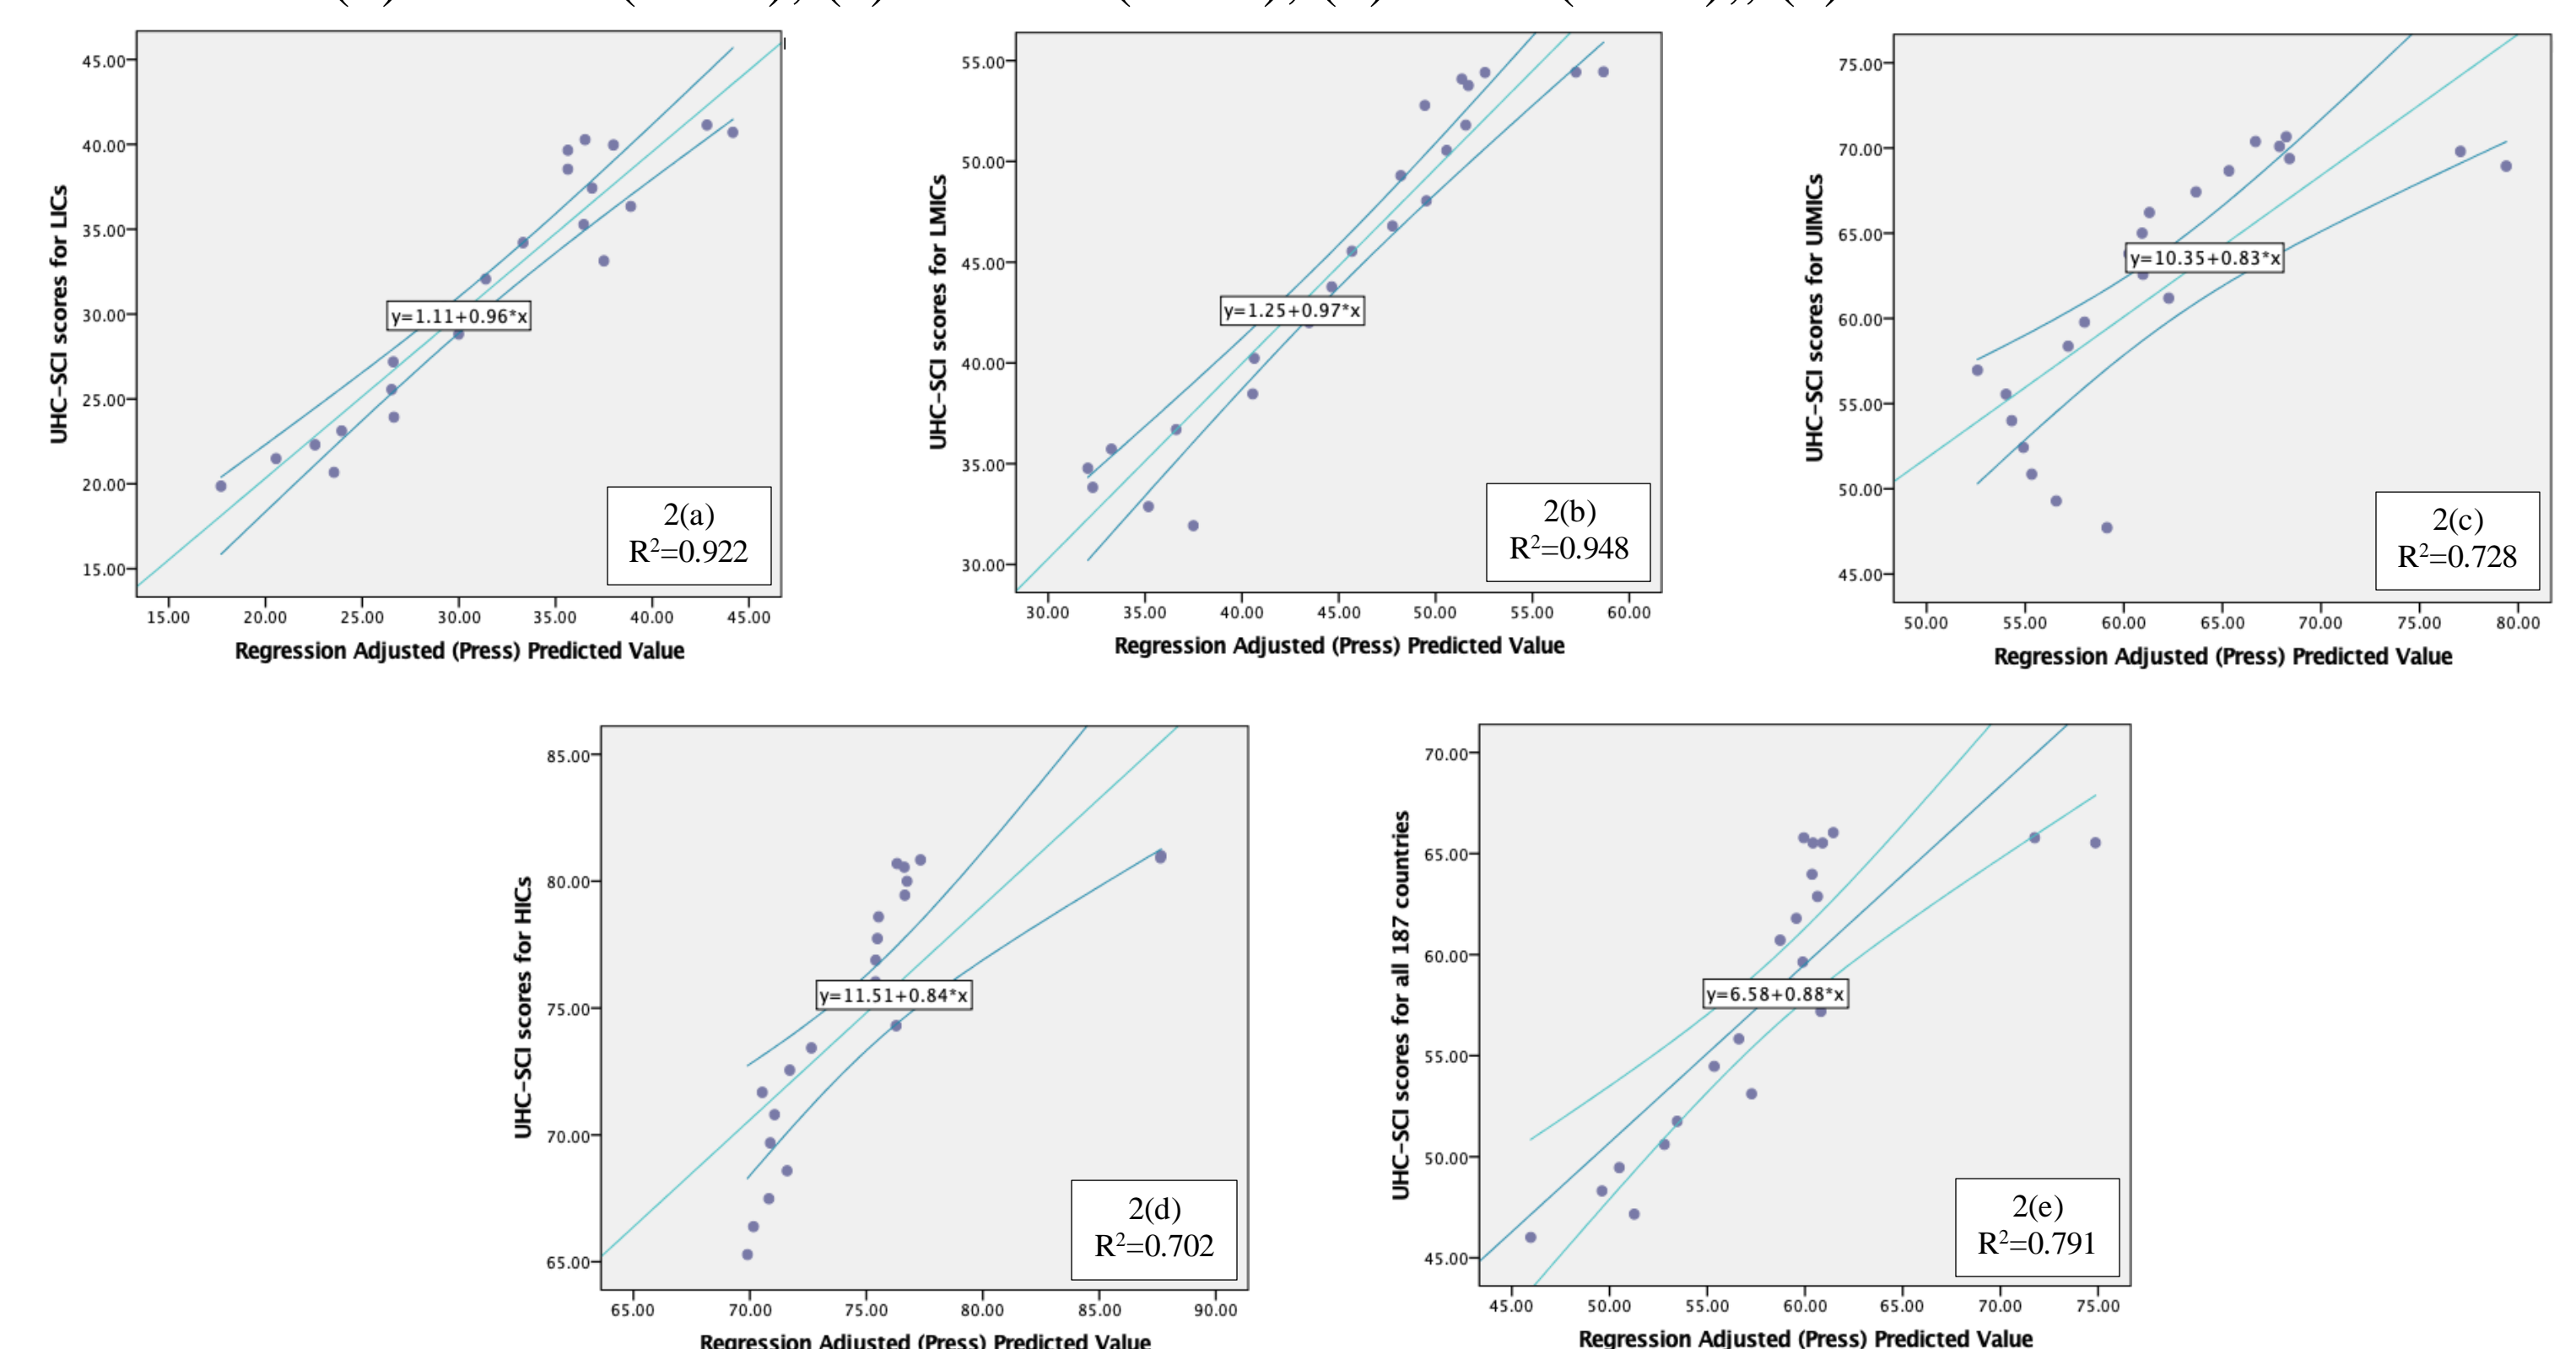 45.00
40.00
35.00
30.00
25.00
20.00
15.00
UHC-SCI scores for LICs
y=1.11+0.96*x
2(a)
R²=0.922
15.00 20.00 25.00 30.00 35.00 40.00 45.00
Regression Adjusted (Press) Predicted Value
55.00
50.00
45.00
40.00
35.00
30.00
UHC-SCI scores for LMICs
y=1.25+0.97*x
2(b)
R²=0.948
30.00 35.00 40.00 45.00 50.00 55.00 60.00
Regression Adjusted (Press) Predicted Value
75.00
70.00
65.00
60.00
55.00
50.00
45.00
UHC-SCI scores for UMICs
y=10.35+0.83*x
2(c)
R²=0.728
50.00 55.00 60.00 65.00 70.00 75.00 80.00
Regression Adjusted (Press) Predicted Value
85.00
80.00
75.00
70.00
65.00
UHC-SCI scores for HICs
y=11.51+0.84*x
2(d)
R²=0.702
65.00 70.00 75.00 80.00 85.00 90.00
Regression Adjusted (Press) Predicted Value
70.00
65.00
60.00
55.00
50.00
45.00
UHC-SCI scores for all 187 countries
y=6.58+0.88*x
2(e)
R²=0.791
45.00 50.00 55.00 60.00 65.00 70.00 75.00
Regression Adjusted (Press) Predicted Value